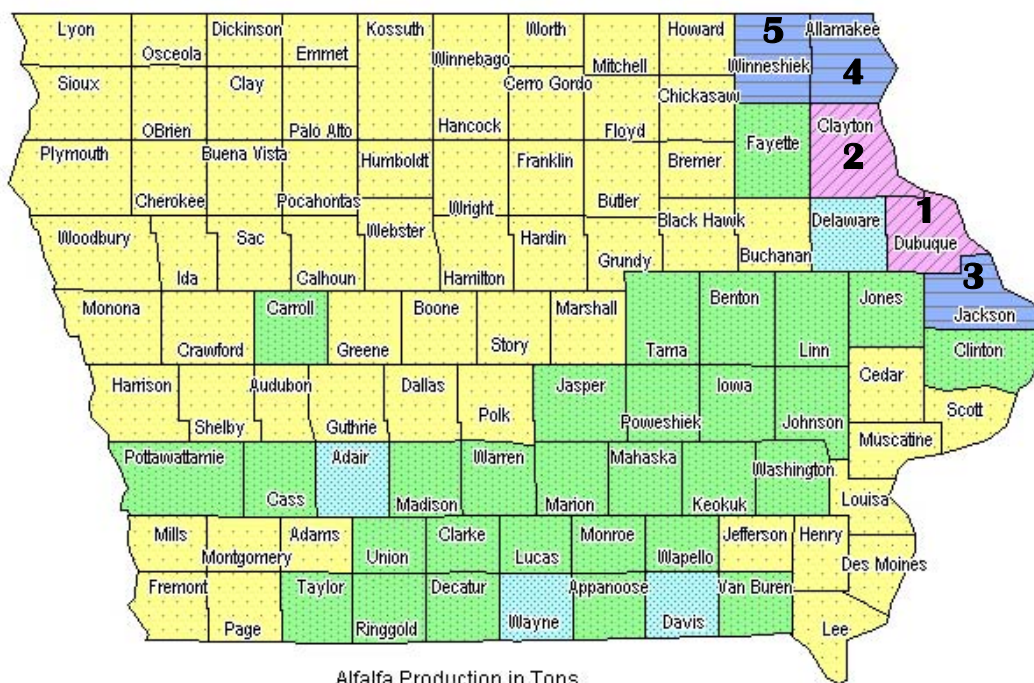 Lyon
Osceola
Dickinson
Emmet
Kossuth
Winnebago
Worth
Mitchell
Howard
5
Winneshiek
Allamakee
4
Sioux
OBrien
Clay
Palo Alto
Hancock
Cerro Gordo
Floyd
Chickasaw
Fayette
Clayton
2
Plymouth
Cherokee
Buena Vista
Pocahontas
Humboldt
Wright
Franklin
Butler
Bremer
Woodbury
Ida
Sac
Calhoun
Webster
Hamilton
Hardin
Grundy
Black Hawk
Buchanan
Delaware
1
Dubuque
Monona
Crawford
Carroll
Greene
Boone
Story
Marshall
Tama
Benton
Linn
Jones
3
Jackson
Clinton
Harrison
Shelby
Audubon
Guthrie
Dallas
Polk
Jasper
Poweshiek
Iowa
Johnson
Cedar
Scott
Muscatine
Pottawattamie
Cass
Adair
Madison
Warren
Marion
Mahaska
Keokuk
Washington
Louisa
Mills
Montgomery
Adams
Union
Clarke
Lucas
Monroe
Wapello
Jefferson
Henry
Des Moines
Fremont
Page
Taylor
Ringgold
Decatur
Wayne
Appanoose
Davis
Van Buren
Lee
Alfalfa Production in Tons